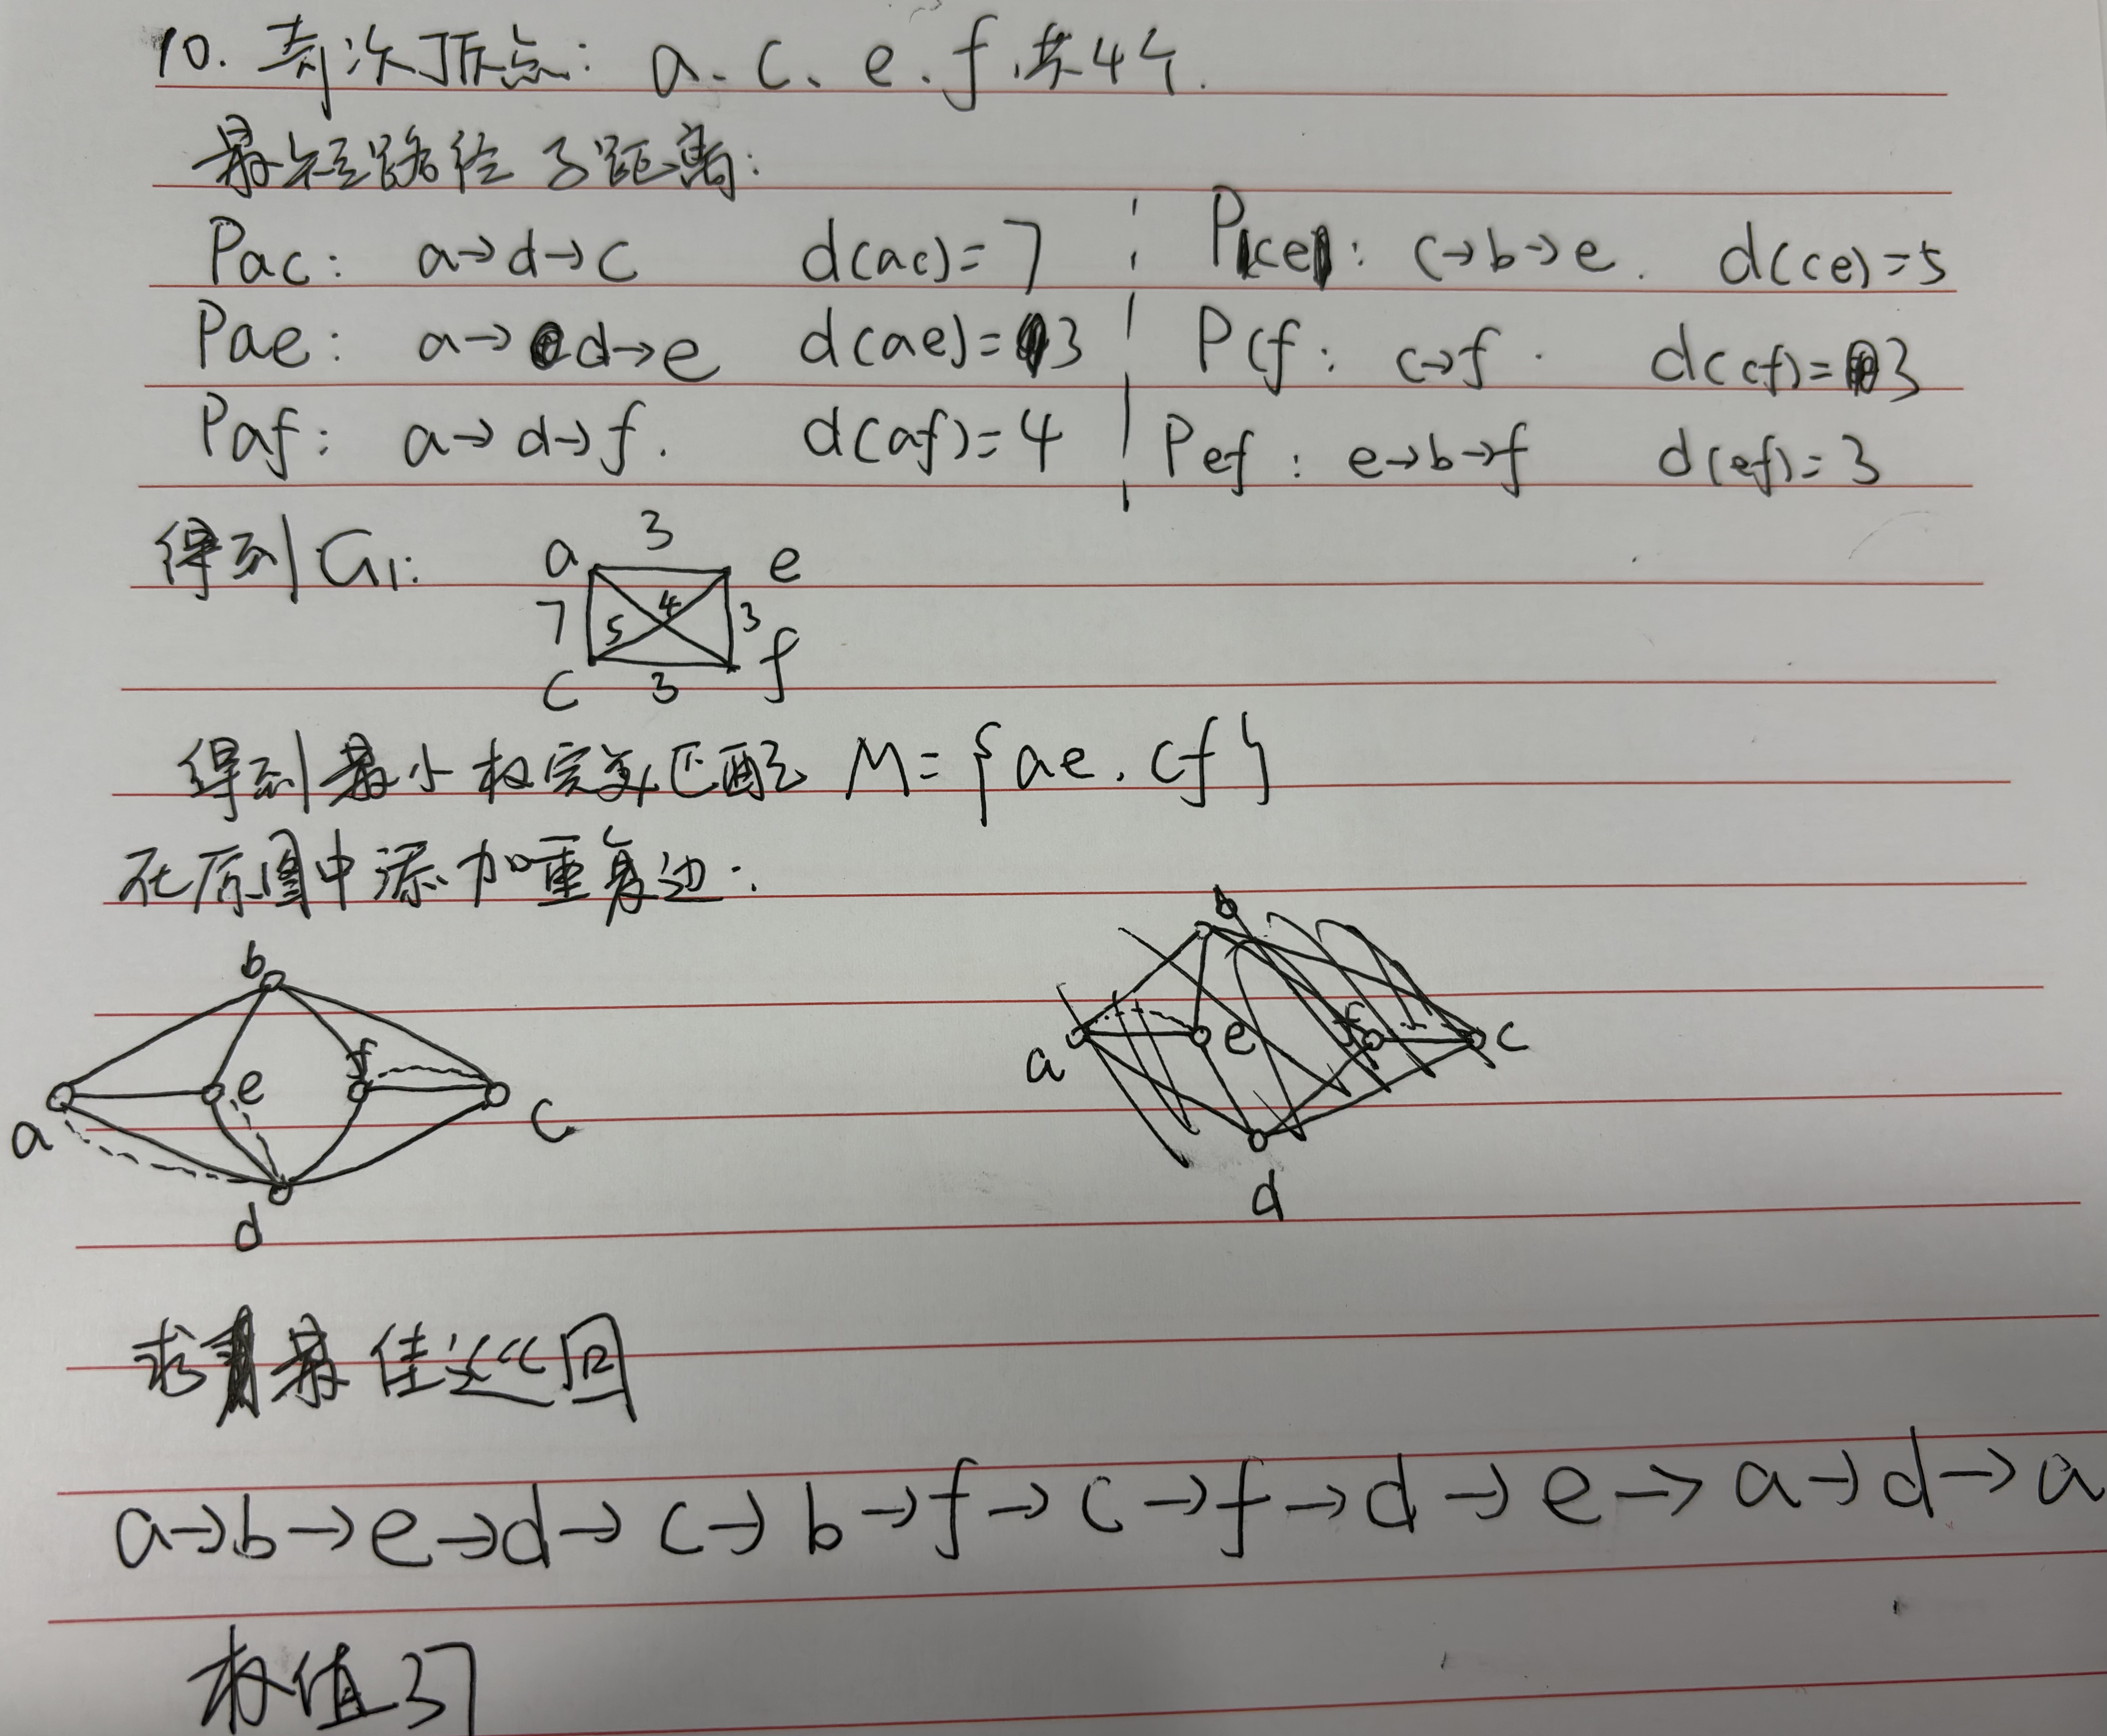 10. 奇次顶点: a、c、e、f,共4个.
最短路径与距离:
Pac: a→d→c d(ac)=7 Pce: c→b→e. d(ce)=5
Pae: a→d→e d(ae)=3 Pcf: c→f. d(cf)=3
Paf: a→d→f. d(af)=4 Pef: e→b→f d(ef)=3
得到G1:
3
a e
7 5 4 3
c f
3
得到最小权完美匹配 M={ae, cf}
在原图中添加重复边:
b
e f
a c
d
b
a e f c
d
求最佳巡回
a→b→e→d→c→b→f→c→f→d→e→a→d→a
权值37